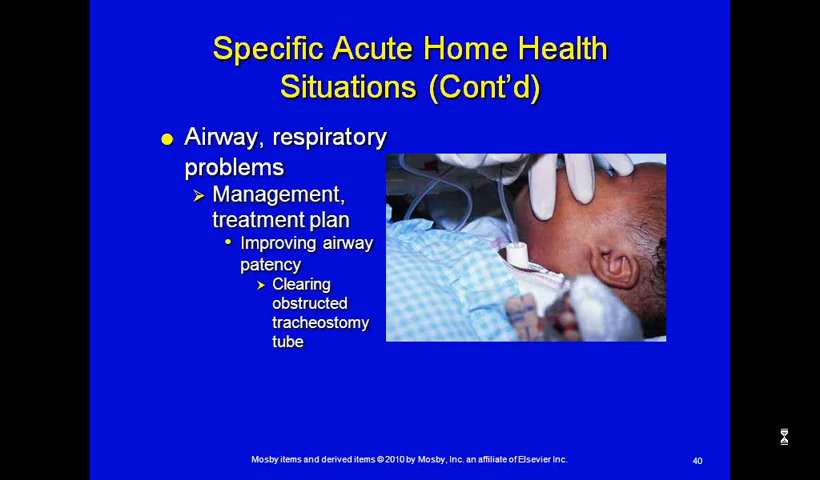 Specific Acute Home Health
Situations (Cont’d)
Airway, respiratory
problems
Management,
treatment plan
Improving airway
patency
Clearing
obstructed
tracheostomy
tube
Mosby items and derived items © 2010 by Mosby, Inc. an affiliate of Elsevier Inc.
40